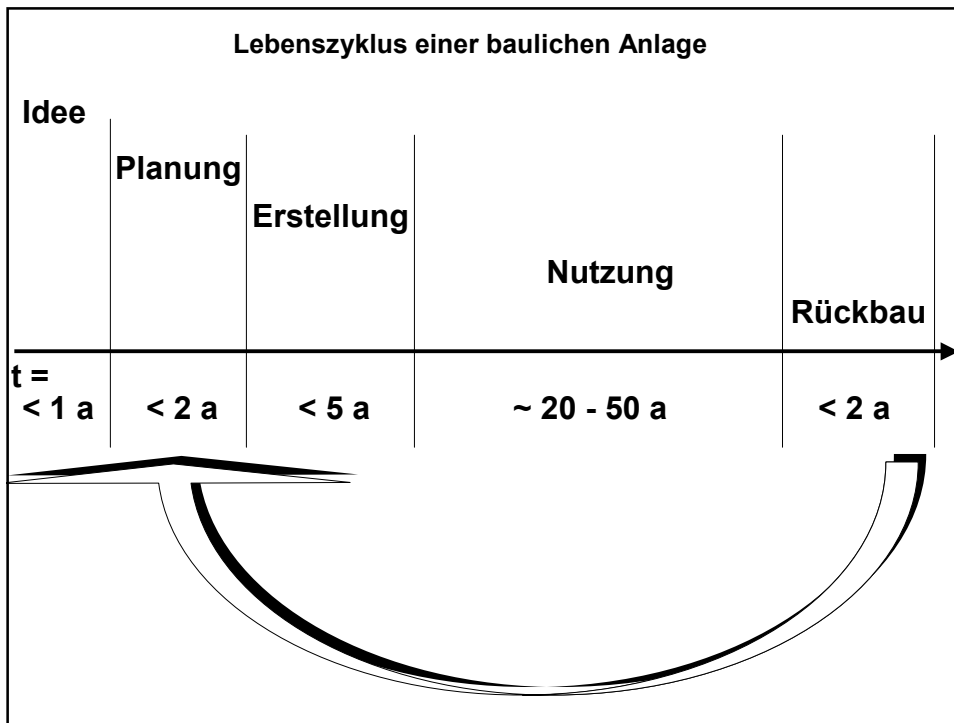 Lebenszyklus einer baulichen Anlage
Idee
Planung
Erstellung
Nutzung
Rückbau
t =
< 1 a < 2 a < 5 a ~ 20 - 50 a < 2 a